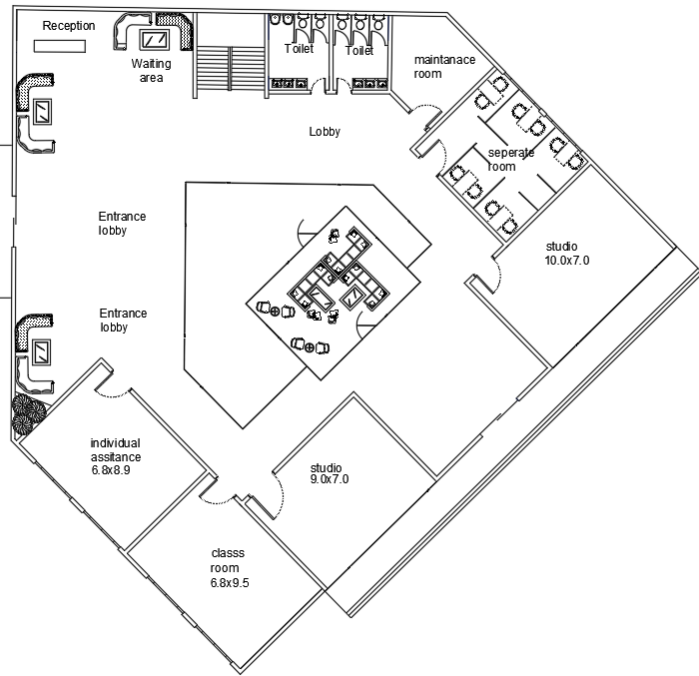 Reception
Waiting
area
Toilet
Toilet
maintanace
room
Lobby
seperate
room
Entrance
lobby
studio
10.0x7.0
Entrance
lobby
individual
assitance
6.8x8.9
studio
9.0x7.0
classs
room
6.8x9.5